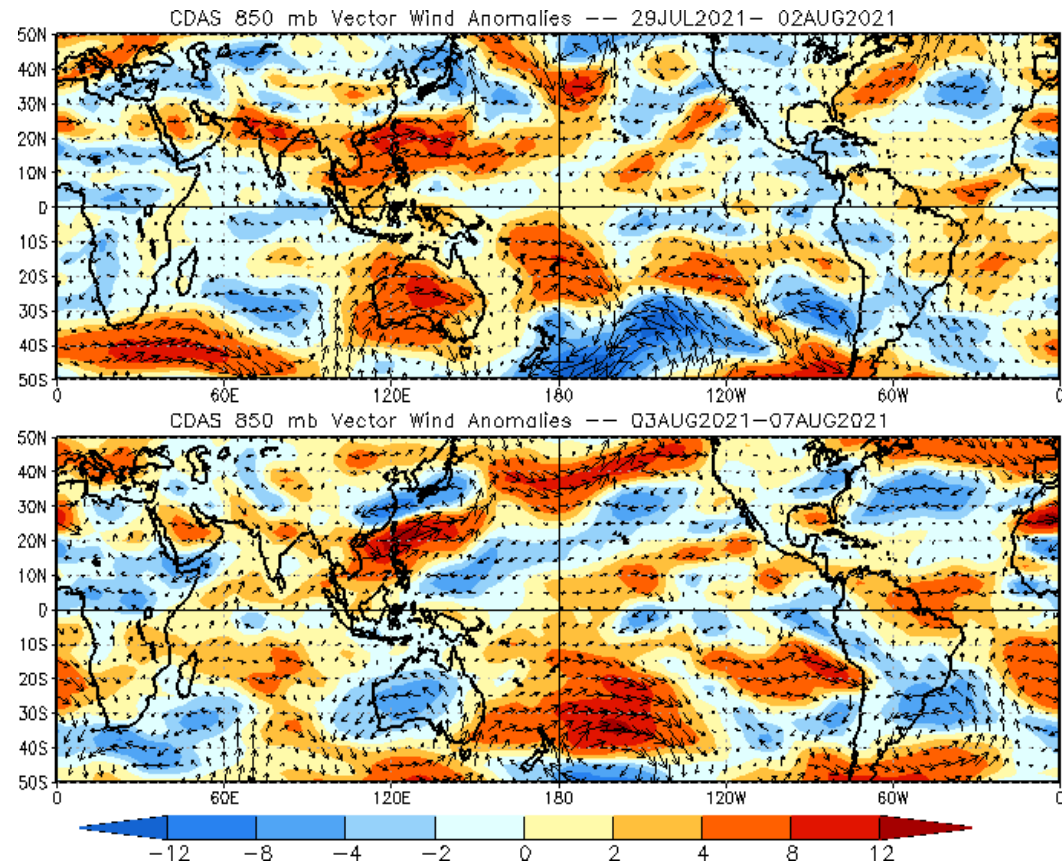 CDAS 850 mb Vector Wind Anomalies -- 29JUL2021- 02AUG2021
50N
40N
30N
20N
10N
0
10S
20S
30S
40S
50S
0 60E 120E 180 120W 60W 0
CDAS 850 mb Vector Wind Anomalies -- 03AUG2021-07AUG2021
50N
40N
30N
20N
10N
0
10S
20S
30S
40S
50S
0 60E 120E 180 120W 60W 0
-12 -8 -4 -2 0 2 4 8 12